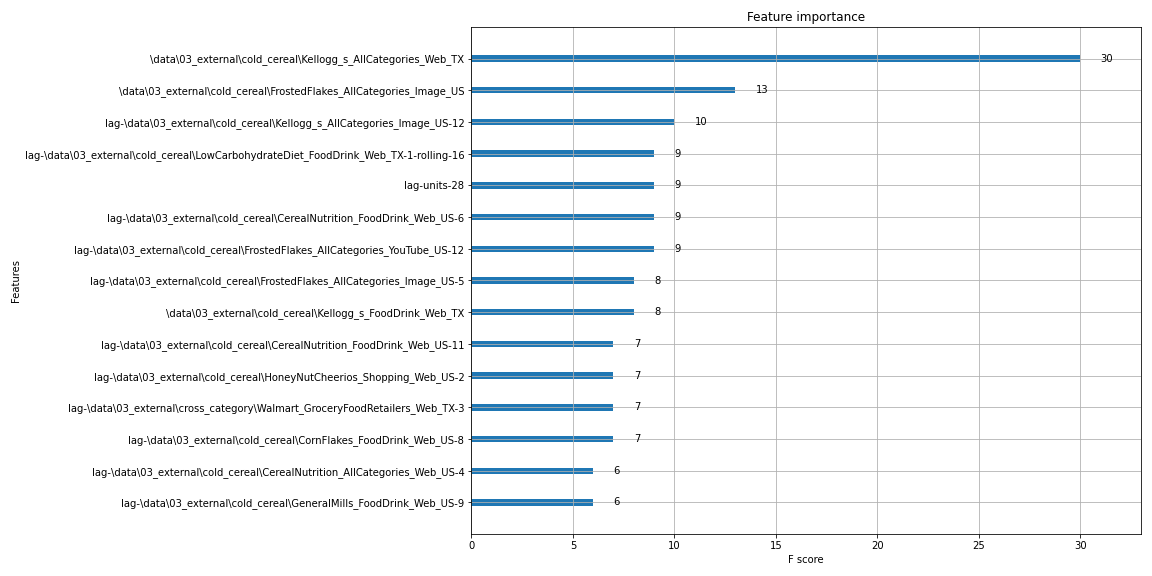 Feature importance
\data\03_external\cold_cereal\Kellogg_s_AllCategories_Web_TX 30
\data\03_external\cold_cereal\FrostedFlakes_AllCategories_Image_US 13
lag-\data\03_external\cold_cereal\Kellogg_s_AllCategories_Image_US-12 10
lag-\data\03_external\cold_cereal\LowCarbohydrateDiet_FoodDrink_Web_TX-1-rolling-16 9
lag-units-28 9
lag-\data\03_external\cold_cereal\CerealNutrition_FoodDrink_Web_US-6 9
lag-\data\03_external\cold_cereal\FrostedFlakes_AllCategories_YouTube_US-12 9
lag-\data\03_external\cold_cereal\FrostedFlakes_AllCategories_Image_US-5 8
\data\03_external\cold_cereal\Kellogg_s_FoodDrink_Web_TX 8
lag-\data\03_external\cold_cereal\CerealNutrition_FoodDrink_Web_US-11 7
lag-\data\03_external\cold_cereal\HoneyNutCheerios_Shopping_Web_US-2 7
lag-\data\03_external\cross_category\Walmart_GroceryFoodRetailers_Web_TX-3 7
lag-\data\03_external\cold_cereal\CornFlakes_FoodDrink_Web_US-8 7
lag-\data\03_external\cold_cereal\CerealNutrition_AllCategories_Web_US-4 6
lag-\data\03_external\cold_cereal\GeneralMills_FoodDrink_Web_US-9 6
Features
0 5 10 15 20 25 30
F score